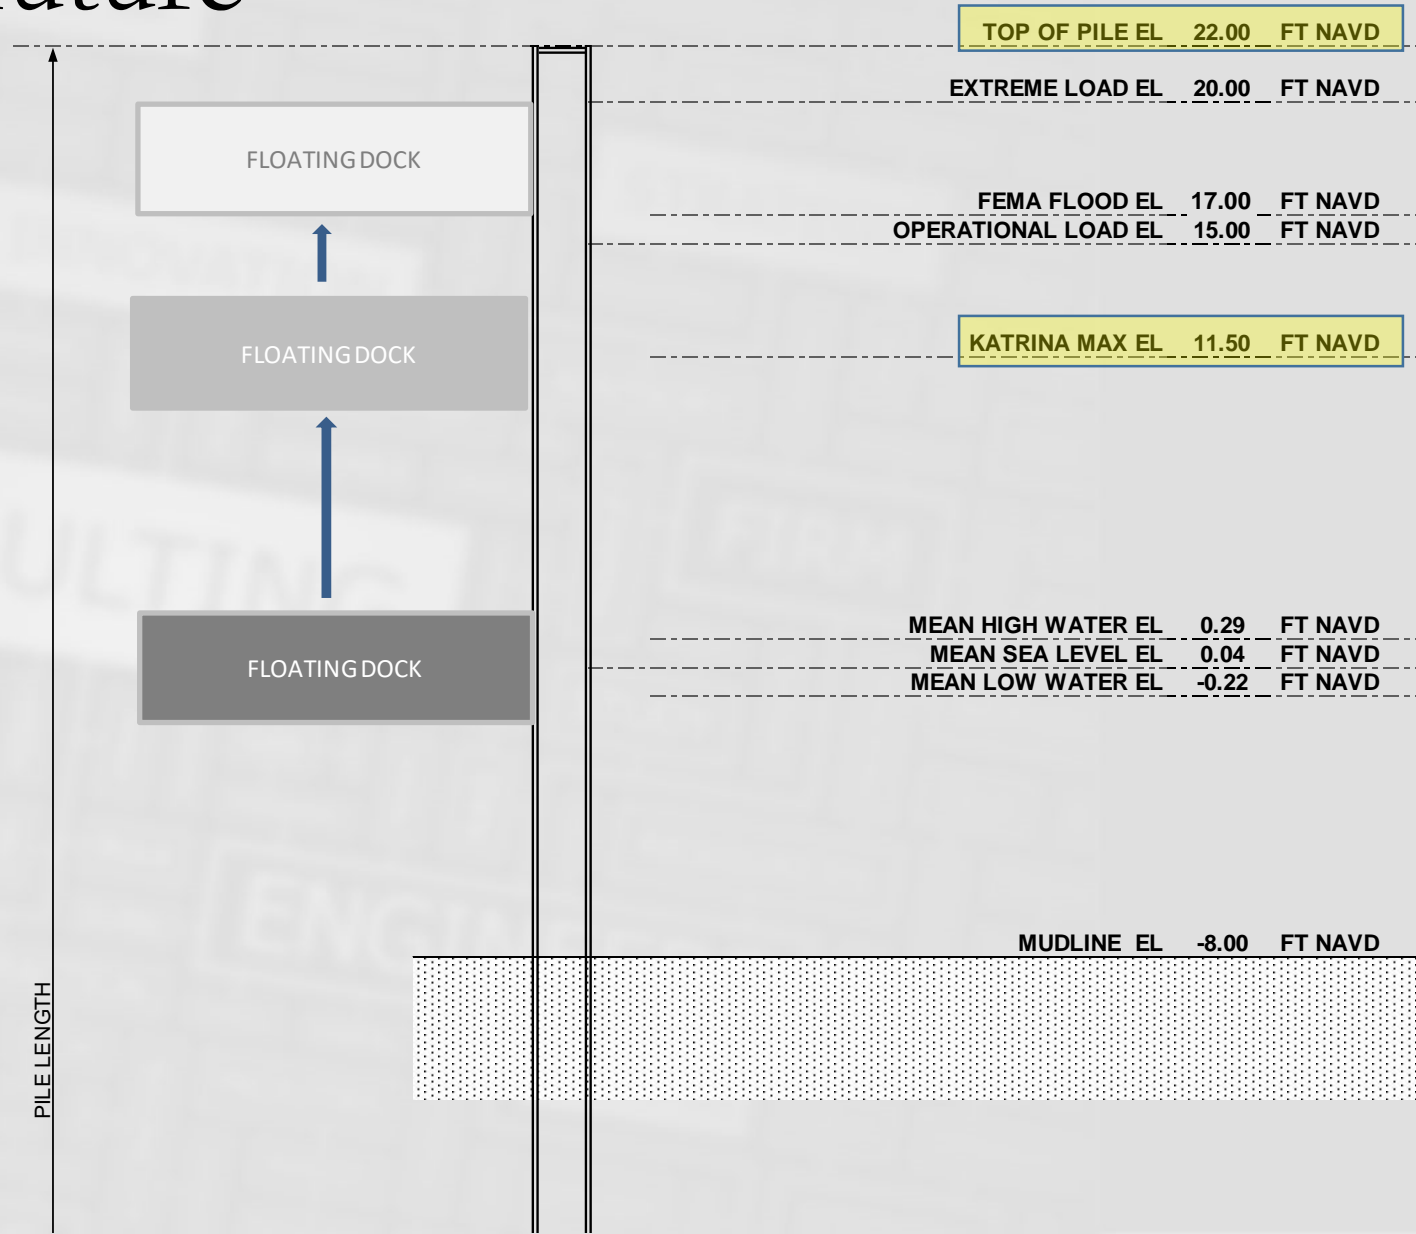 TOP OF PILE EL 22.00 FT NAVD
EXTREME LOAD EL 20.00 FT NAVD
FLOATING DOCK
FEMA FLOOD EL 17.00 FT NAVD
OPERATIONAL LOAD EL 15.00 FT NAVD
KATRINA MAX EL 11.50 FT NAVD
FLOATING DOCK
FIRM
ULTING
MEAN HIGH WATER EL 0.29 FT NAVD
MEAN SEA LEVEL EL 0.04 FT NAVD
MEAN LOW WATER EL -0.22 FT NAVD
FLOATING DOCK
MUDLINE EL -8.00 FT NAVD
PILE LENGTH